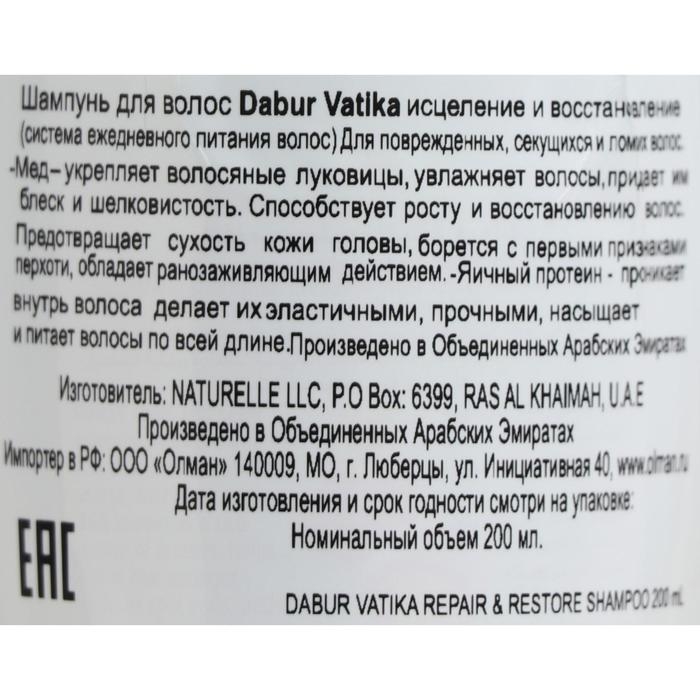 Шампунь для волос Dabur Vatika исцеление и восстановление
(система ежедневного питания волос) Для поврежденных, секущихся и ломих волос.
-Мед–укрепляет волосяные луковицы, увлажняет волосы, придает им
блеск и шелковистость. Способствует росту и восстановлению волос.
Предотвращает сухость кожи головы, борется с первыми признаками
перхоти, обладает ранозаживляющим действием. -Яичный протеин - проникает
внутрь волоса делает их эластичными, прочными, насыщает
и питает волосы по всей длине.Произведено в Объединенных Арабских Эмиратах
Изготовитель: NATURELLE LLC, P.O Box: 6399, RAS AL KHAIMAH, U.A.E
Произведено в Объединенных Арабских Эмиратах
Импортер в РФ: ООО «Олман» 140009, МО, г. Люберцы, ул. Инициативная 40, www.olman.ru
Дата изготовления и срок годности смотри на упаковке:
Номинальный объем 200 мл.
EAC
DABUR VATIKA REPAIR & RESTORE SHAMPOO 200 mL